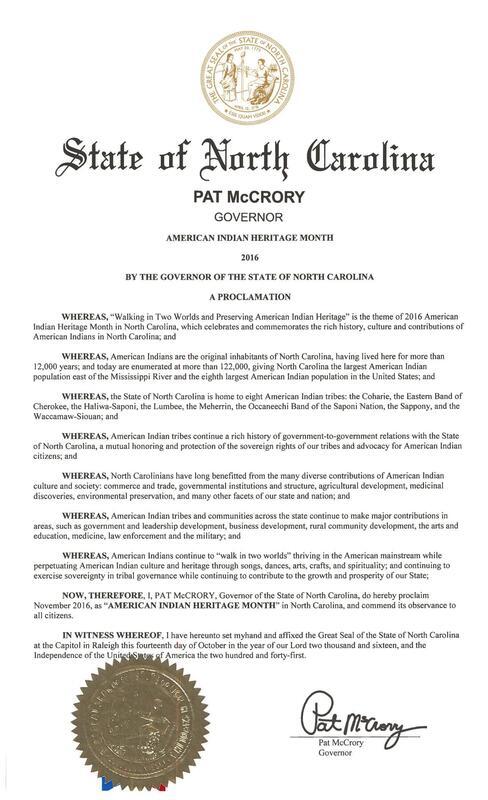 THE GREAT SEAL OF THE STATE OF NORTH CAROLINA
MAY 20, 1775
APRIL 12, 1776
ESSE QUAM VIDERI
State of North Carolina
PAT McCRORY
GOVERNOR
AMERICAN INDIAN HERITAGE MONTH
2016
BY THE GOVERNOR OF THE STATE OF NORTH CAROLINA
A PROCLAMATION
WHEREAS, “Walking in Two Worlds and Preserving American Indian Heritage” is the theme of 2016 American
Indian Heritage Month in North Carolina, which celebrates and commemorates the rich history, culture and contributions of
American Indians in North Carolina; and
WHEREAS, American Indians are the original inhabitants of North Carolina, having lived here for more than
12,000 years; and today are enumerated at more than 122,000, giving North Carolina the largest American Indian
population east of the Mississippi River and the eighth largest American Indian population in the United States; and
WHEREAS, the State of North Carolina is home to eight American Indian tribes: the Coharie, the Eastern Band of
Cherokee, the Haliwa-Saponi, the Lumbee, the Meherrin, the Occaneechi Band of the Saponi Nation, the Sappony, and the
Waccamaw-Siouan; and
WHEREAS, American Indian tribes continue a rich history of government-to-government relations with the State
of North Carolina, a mutual honoring and protection of the sovereign rights of our tribes and advocacy for American Indian
citizens; and
WHEREAS, North Carolinians have long benefitted from the many diverse contributions of American Indian
culture and society: commerce and trade, governmental institutions and structure, agricultural development, medicinal
discoveries, environmental preservation, and many other facets of our state and nation; and
WHEREAS, American Indian tribes and communities across the state continue to make major contributions in
areas, such as government and leadership development, business development, rural community development, the arts and
education, medicine, law enforcement and the military; and
WHEREAS, American Indians continue to “walk in two worlds” thriving in the American mainstream while
perpetuating American Indian culture and heritage through songs, dances, arts, crafts, and spirituality; and continuing to
exercise sovereignty in tribal governance while continuing to contribute to the growth and prosperity of our State;
NOW, THEREFORE, I, PAT McCRORY, Governor of the State of North Carolina, do hereby proclaim
November 2016, as “AMERICAN INDIAN HERITAGE MONTH” in North Carolina, and commend its observance to
all citizens.
IN WITNESS WHEREOF, I have hereunto set myhand and affixed the Great Seal of the State of North Carolina
at the Capitol in Raleigh this fourteenth day of October in the year of our Lord two thousand and sixteen, and the
Independence of the United States of America the two hundred and forty-first.
Pat McCrory
Pat McCrory
Governor